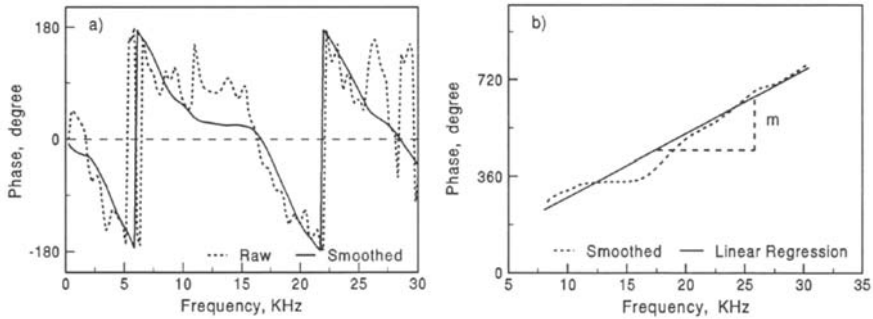 a)
180
0
-180
Phase, degree
Raw
Smoothed
0
5
10
15
20
25
30
Frequency, KHz
b)
720
360
0
Phase, degree
m
Smoothed
Linear Regression
5
10
15
20
25
30
35
Frequency, KHz